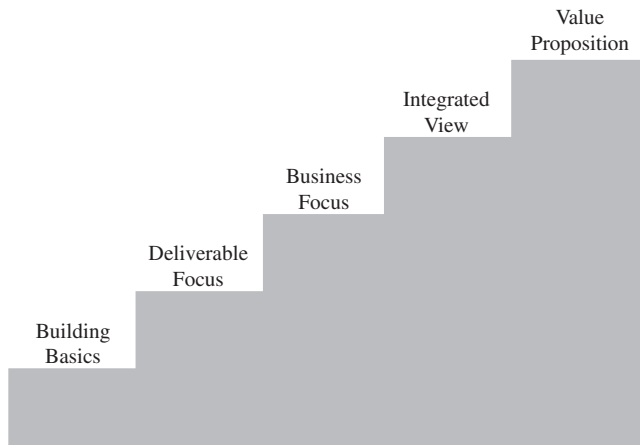 Value
Proposition
Integrated
View
Business
Focus
Deliverable
Focus
Building
Basics